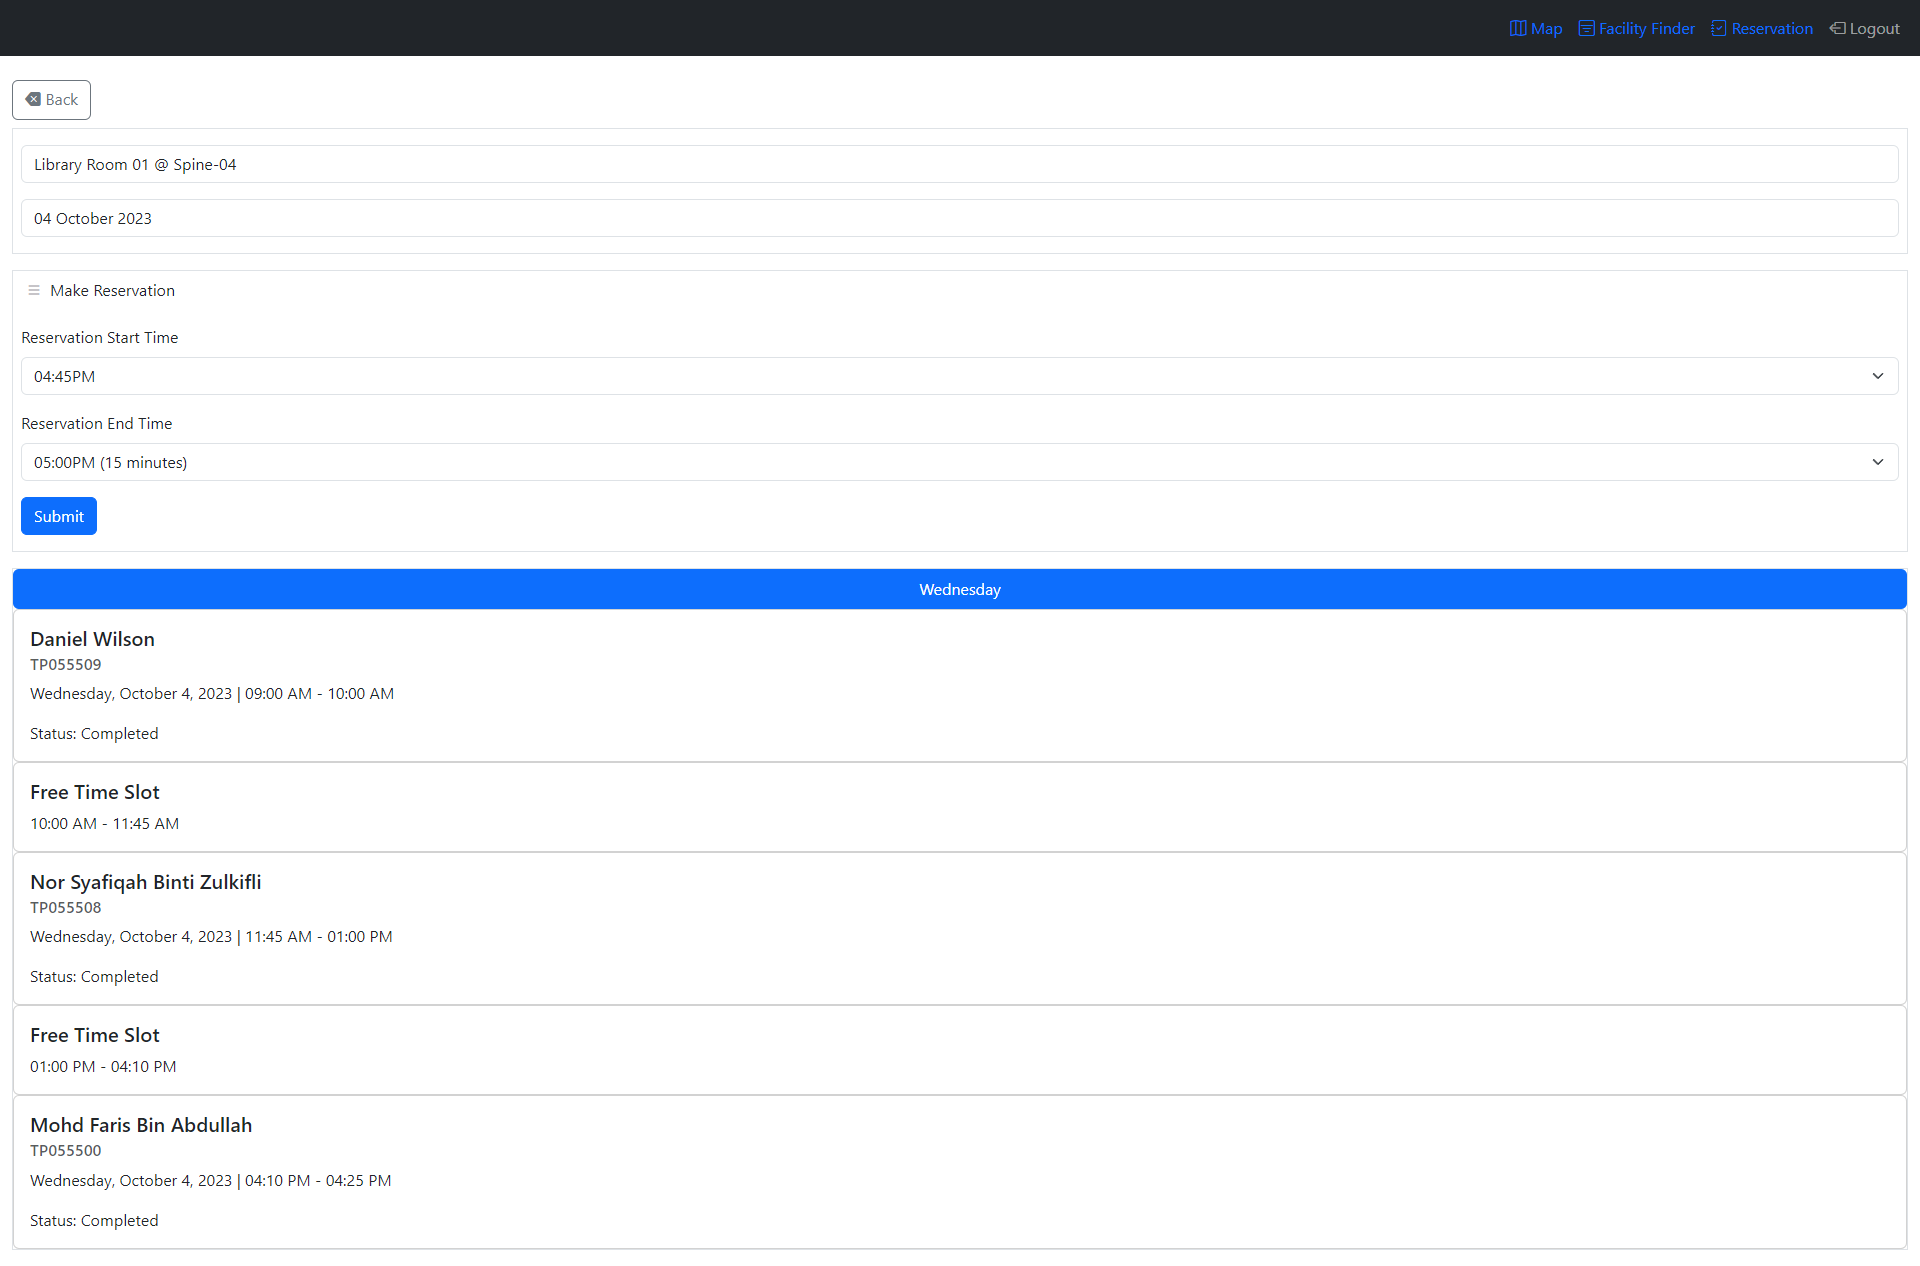 Map Facility Finder Reservation Logout
Back
Library Room 01 @ Spine-04
04 October 2023
Make Reservation
Reservation Start Time
04:45PM
Reservation End Time
05:00PM (15 minutes)
Submit
Wednesday
Daniel Wilson
TP055509
Wednesday, October 4, 2023 | 09:00 AM - 10:00 AM
Status: Completed
Free Time Slot
10:00 AM - 11:45 AM
Nor Syafiqah Binti Zulkifli
TP055508
Wednesday, October 4, 2023 | 11:45 AM - 01:00 PM
Status: Completed
Free Time Slot
01:00 PM - 04:10 PM
Mohd Faris Bin Abdullah
TP055500
Wednesday, October 4, 2023 | 04:10 PM - 04:25 PM
Status: Completed